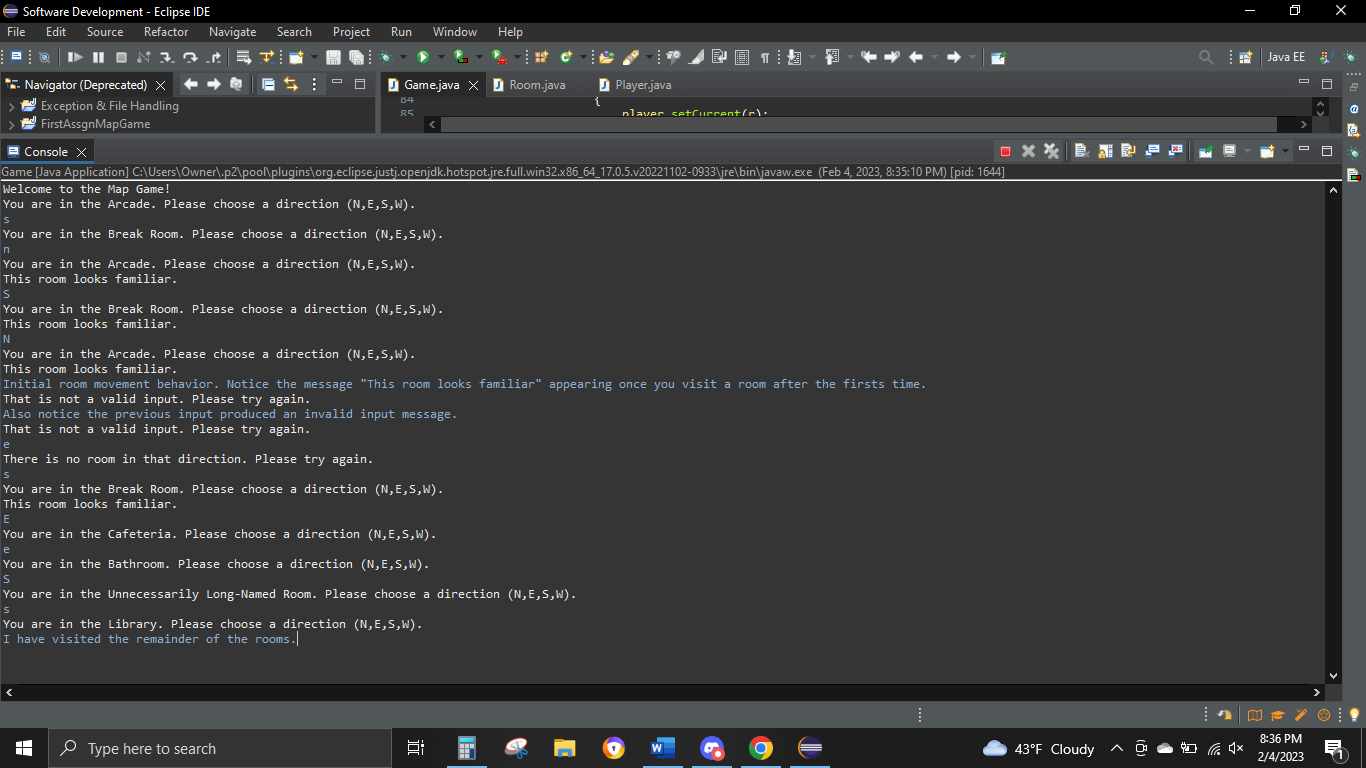 Software Development - Eclipse IDE
File Edit Source Refactor Navigate Search Project Run Window Help
Java EE
Navigator (Deprecated)
Game.java Room.java Player.java
Exception & File Handling
FirstAssgnMapGame
84 {
85 player.setCurrent(r);
Console
Game [Java Application] C:\Users\Owner\.p2\pool\plugins\org.eclipse.justj.openjdk.hotspot.jre.full.win32.x86_64_17.0.5.v20221102-0933\jre\bin\javaw.exe (Feb 4, 2023, 8:35:10 PM) [pid: 1644]
Welcome to the Map Game!
You are in the Arcade. Please choose a direction (N,E,S,W).
s
You are in the Break Room. Please choose a direction (N,E,S,W).
n
You are in the Arcade. Please choose a direction (N,E,S,W).
This room looks familiar.
S
You are in the Break Room. Please choose a direction (N,E,S,W).
This room looks familiar.
N
You are in the Arcade. Please choose a direction (N,E,S,W).
This room looks familiar.
Initial room movement behavior. Notice the message "This room looks familiar" appearing once you visit a room after the firsts time.
That is not a valid input. Please try again.
Also notice the previous input produced an invalid input message.
That is not a valid input. Please try again.
e
There is no room in that direction. Please try again.
s
You are in the Break Room. Please choose a direction (N,E,S,W).
This room looks familiar.
E
You are in the Cafeteria. Please choose a direction (N,E,S,W).
e
You are in the Bathroom. Please choose a direction (N,E,S,W).
S
You are in the Unnecessarily Long-Named Room. Please choose a direction (N,E,S,W).
s
You are in the Library. Please choose a direction (N,E,S,W).
I have visited the remainder of the rooms.
Type here to search
43°F Cloudy
8:36 PM
2/4/2023
1